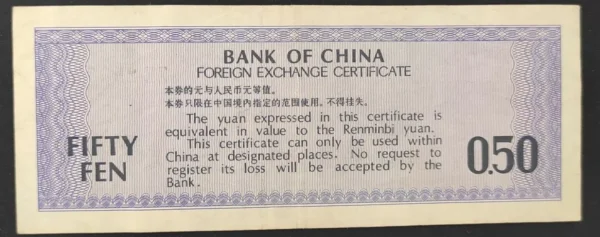 BANK OF CHINA
FOREIGN EXCHANGE CERTIFICATE
本券的元与人民币元等值。
本券只限在中国境内指定的范围使用，不得挂失。
The yuan expressed in this certificate is
equivalent in value to the Renminbi yuan.
This certificate can only be used within
China at designated places. No request to
register its loss will be accepted by the
Bank.
FIFTY
FEN
0.50